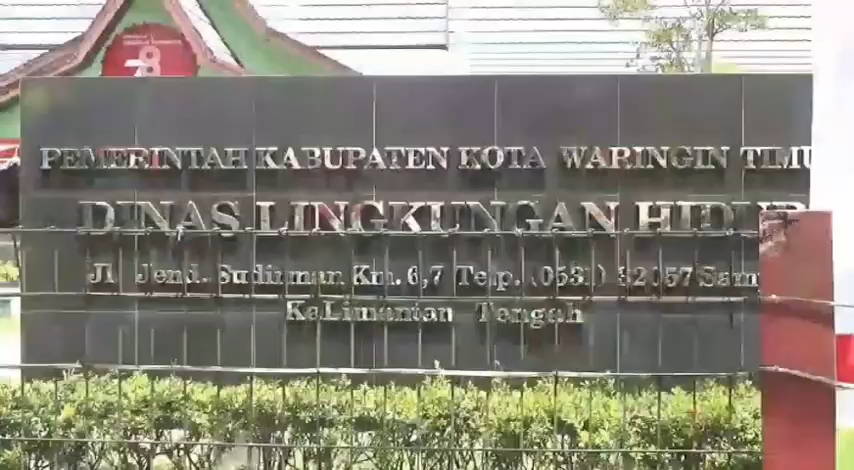 78
PEMERINTAH KABUPATEN KOTA WARINGIN TIMU
DINAS LINGKUNGAN HIDUP
Jl Jend. Sudirman Km. 6,7 Telp. (0531) 32057 Sam
KaLimantan Tengah